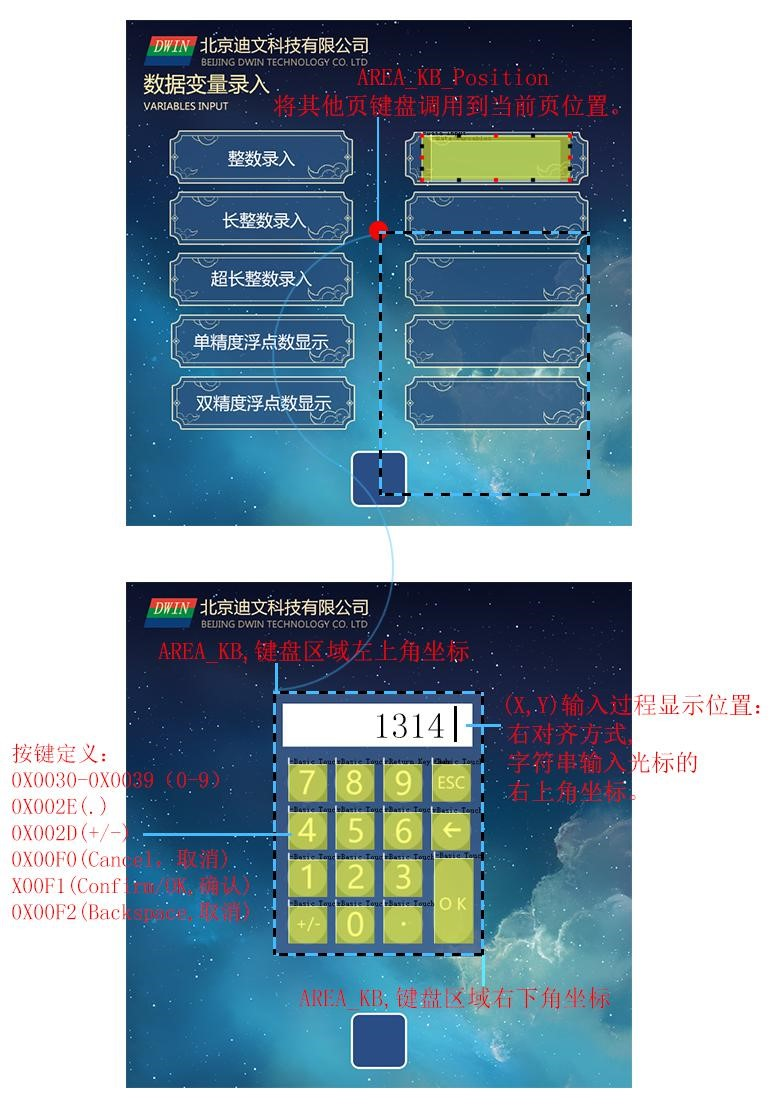 DWIN 北京迪文科技有限公司
BEIJING DWIN TECHNOLOGY CO. LTD
数据变量录入
VARIABLES INPUT
AREA_KB_Position
将其他页键盘调用到当前页位置。
整数录入
长整数录入
超长整数录入
单精度浮点数显示
双精度浮点数显示
DWIN 北京迪文科技有限公司
BEIJING DWIN TECHNOLOGY CO. LTD
AREA_KB,键盘区域左上角坐标
1314
(X,Y)输入过程显示位置:
右对齐方式,
字符串输入光标的
右上角坐标。
按键定义:
0X0030-0X0039（0-9）
0X002E(.)
0X002D(+/-)
0X00F0(Cancel，取消)
X00F1(Confirm/OK,确认)
0X00F2(Backspace,取消)
7 8 9 ESC
4 5 6 ←
1 2 3
OK
+/- 0 .
AREA_KB,键盘区域右下角坐标